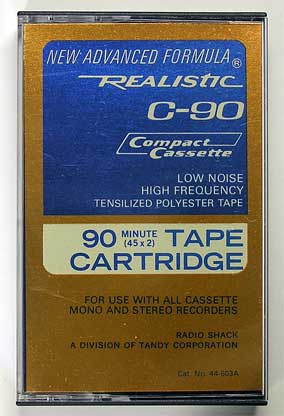 NEW ADVANCED FORMULA®
REALISTIC
C-90
Compact
Cassette
LOW NOISE
HIGH FREQUENCY
TENSILIZED POLYESTER TAPE
90 MINUTE (45 x 2) TAPE
CARTRIDGE
FOR USE WITH ALL CASSETTE
MONO AND STEREO RECORDERS
RADIO SHACK
A DIVISION OF TANDY CORPORATION
Cat. No. 44-603A